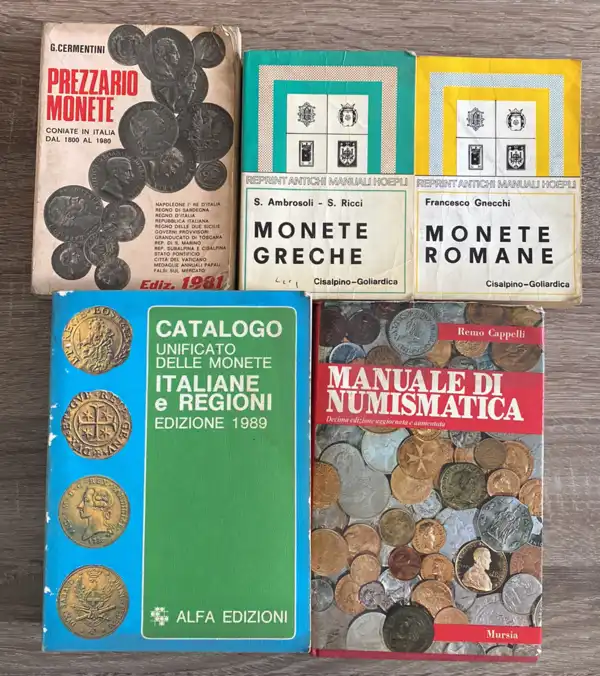 G.CERMENTINI
PREZZARIO
MONETE
CONIATE IN ITALIA
DAL 1800 AL 1980
NAPOLEONE I° RE D'ITALIA
REGNO DI SARDEGNA
REGNO D'ITALIA
REPUBBLICA ITALIANA
REGNO DELLE DUE SICILIE
GOVERNI PROVVISORI
GRANDUCATO DI TOSCANA
REP. DI S. MARINO
REP. SUBALPINA E CISALPINA
STATO PONTIFICIO
CITTÀ DEL VATICANO
MEDAGLIE ANNUALI PAPALI
FALSI SUL MERCATO
Ediz. 1981
REPRINT ANTICHI MANUALI HOEPLI
S. Ambrosoli - S. Ricci
MONETE
GRECHE
Cisalpino-Goliardica
REPRINT ANTICHI MANUALI HOEPLI
Francesco Gnecchi
MONETE
ROMANE
Cisalpino-Goliardica
CATALOGO
UNIFICATO
DELLE MONETE
ITALIANE
e REGIONI
EDIZIONE 1989
ALFA EDIZIONI
Remo Cappelli
MANUALE DI
NUMISMATICA
Decima edizione aggiornata e aumentata
Mursia